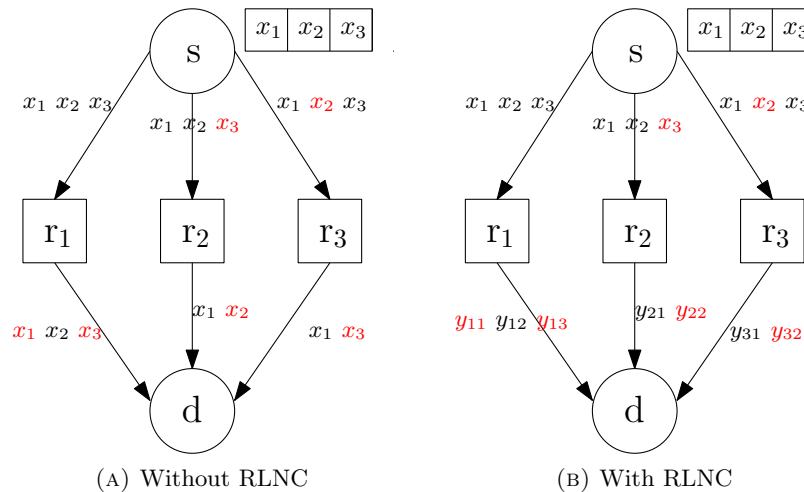 s
x1 x2 x3
x1 x2 x3
x1 x2 x3
x1 x2 x3
r1
r2
r3
x1 x2 x3
x1 x2
x1 x3
d
(A) Without RLNC
s
x1 x2 x3
x1 x2 x3
x1 x2 x3
x1 x2 x3
r1
r2
r3
y11 y12 y13
y21 y22
y31 y32
d
(B) With RLNC